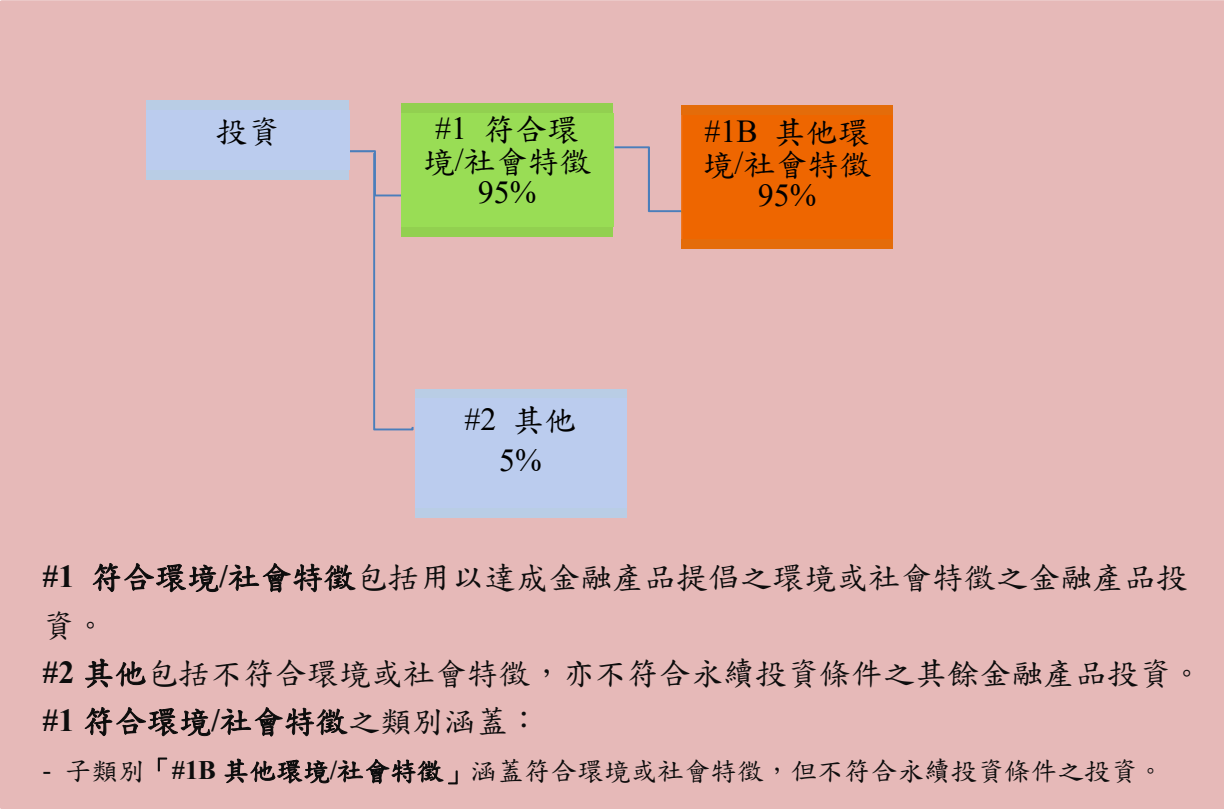 投資
#1 符合環
境/社會特徵
95%
#1B 其他環
境/社會特徵
95%
#2 其他
5%
#1 符合環境/社會特徵包括用以達成金融產品提倡之環境或社會特徵之金融產品投
資。
#2 其他包括不符合環境或社會特徵，亦不符合永續投資條件之其餘金融產品投資。
#1 符合環境/社會特徵之類別涵蓋：
- 子類別「#1B 其他環境/社會特徵」涵蓋符合環境或社會特徵，但不符合永續投資條件之投資。